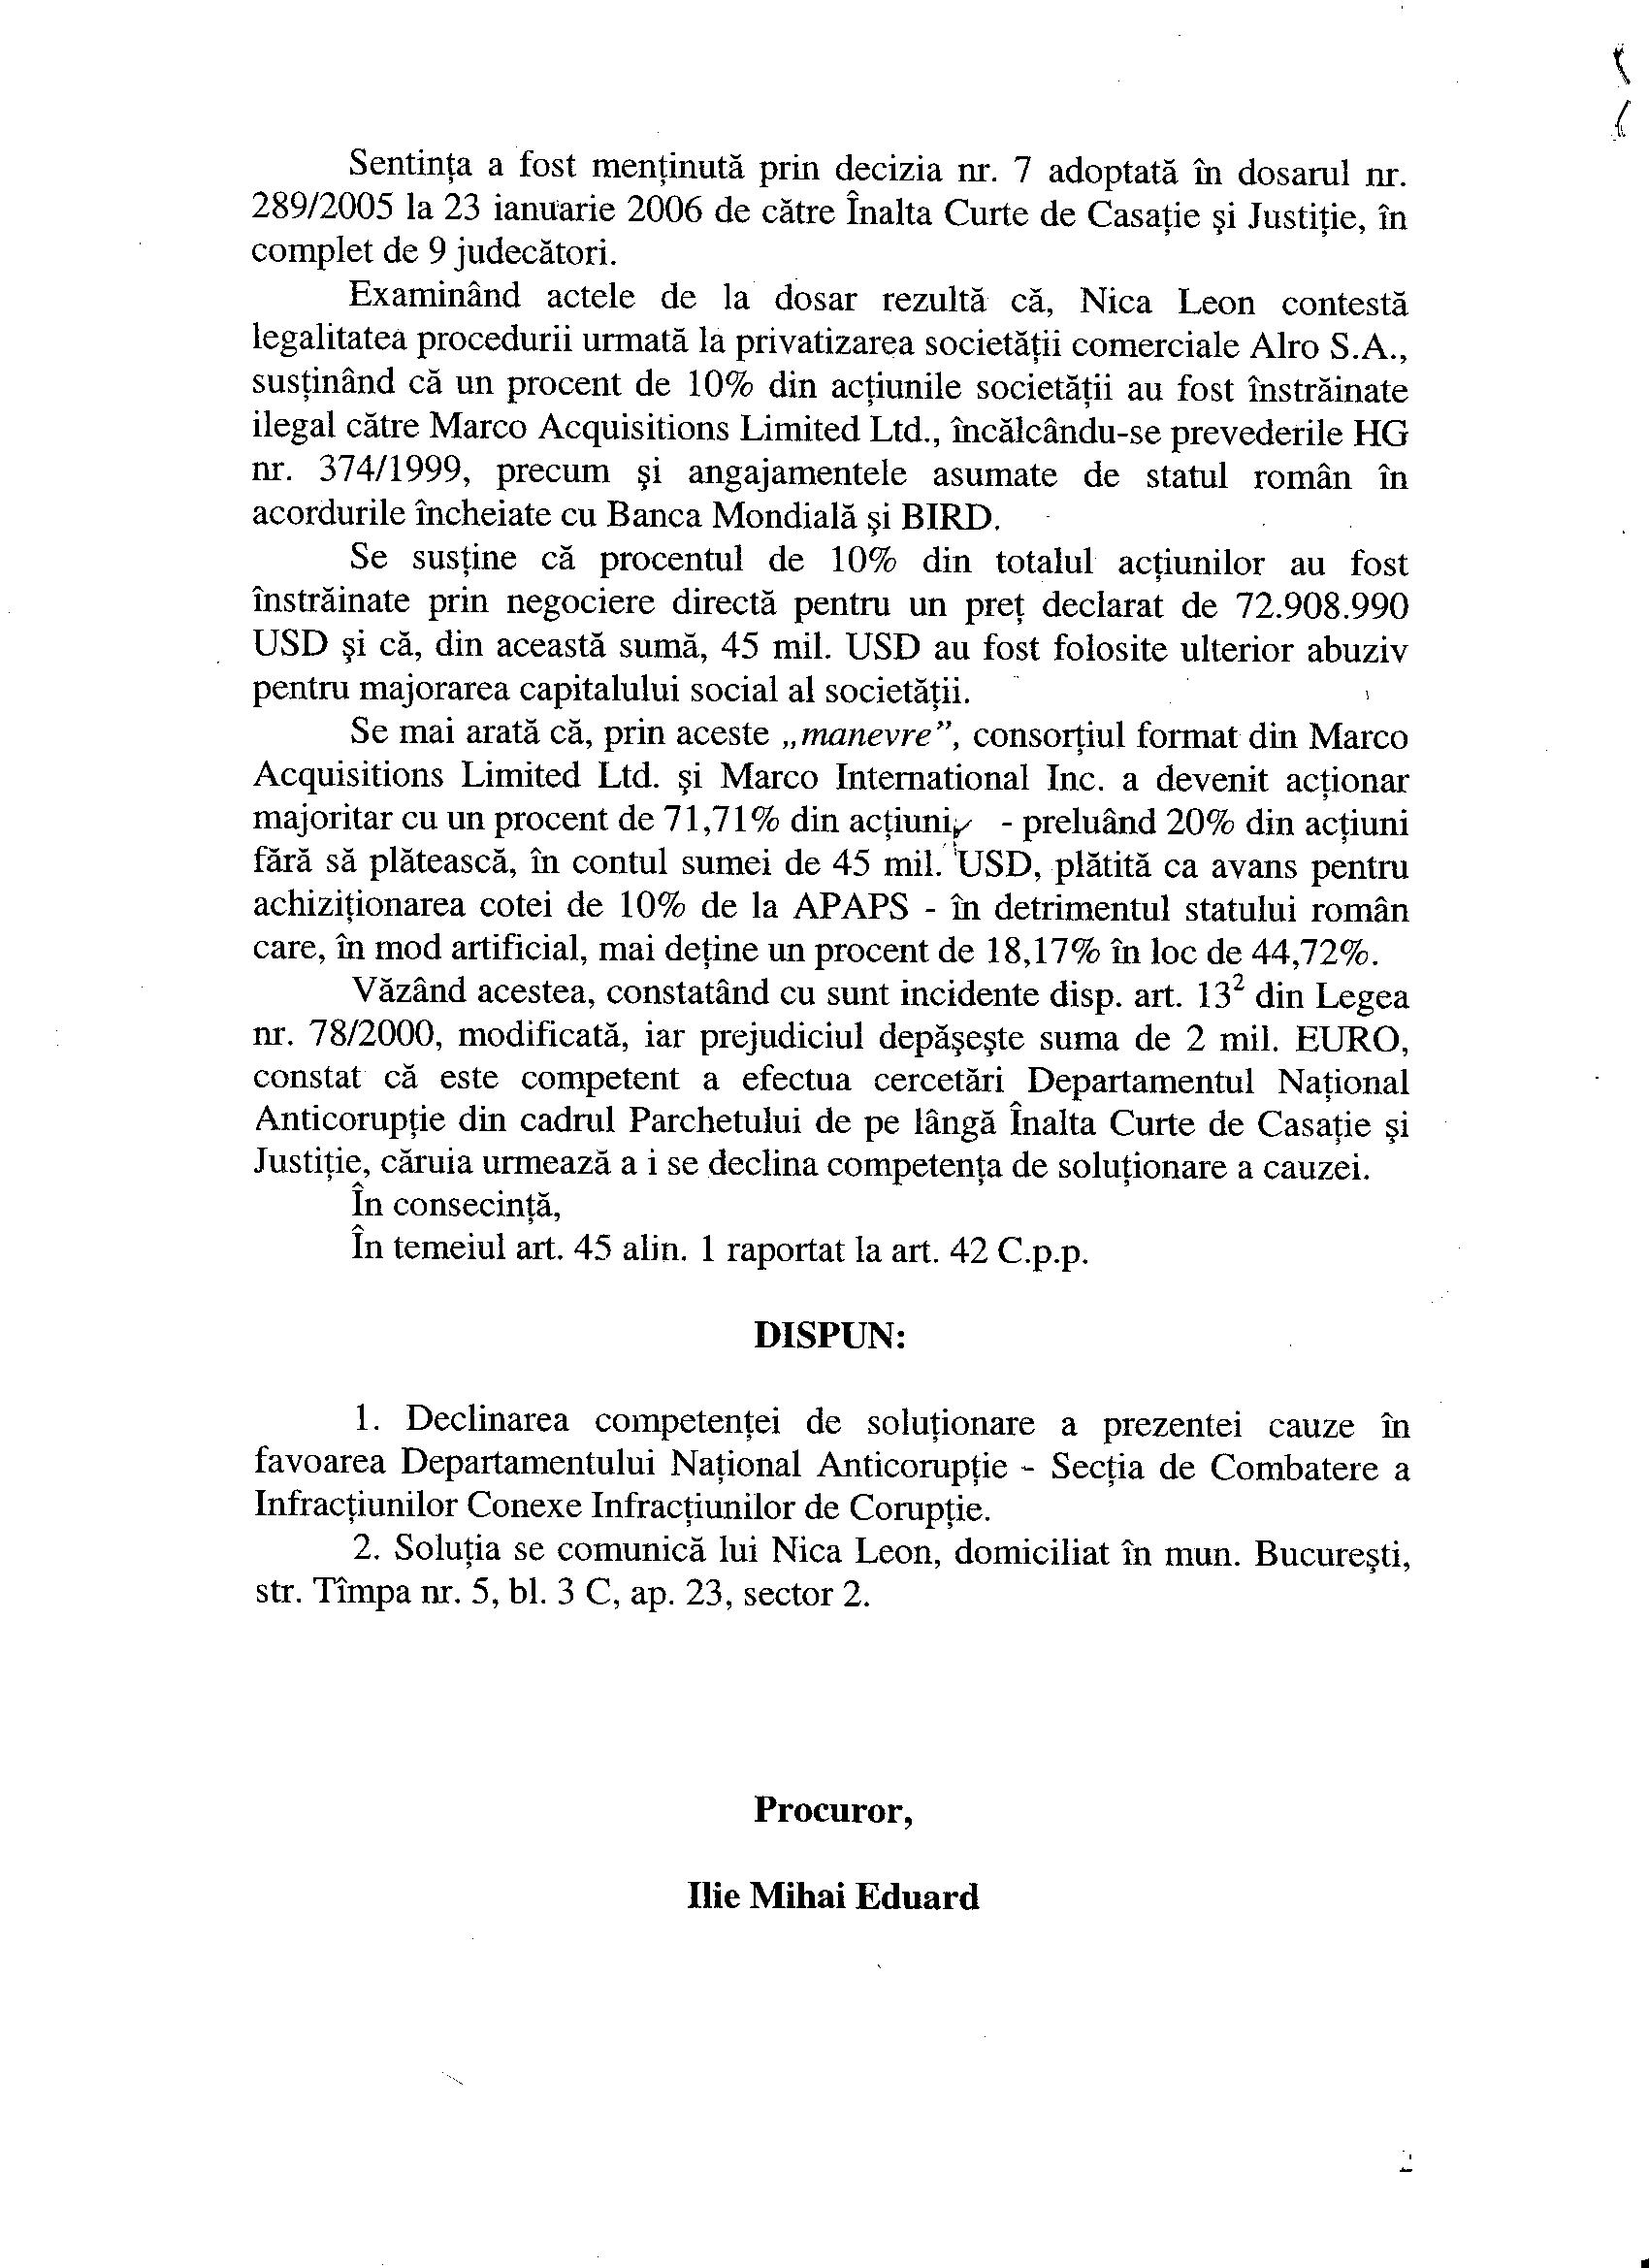 Sentința a fost menținută prin decizia nr. 7 adoptată în dosarul nr.
289/2005 la 23 ianuarie 2006 de către Înalta Curte de Casație şi Justiție, în
complet de 9 judecători.
Examinând actele de la dosar rezultă că, Nica Leon contestă
legalitatea procedurii urmată la privatizarea societății comerciale Alro S.A.,
susținând că un procent de 10% din acțiunile societății au fost înstrăinate
ilegal către Marco Acquisitions Limited Ltd., încălcându-se prevederile HG
nr. 374/1999, precum şi angajamentele asumate de statul român în
acordurile încheiate cu Banca Mondială şi BIRD.
Se susține că procentul de 10% din totalul acțiunilor au fost
înstrăinate prin negociere directă pentru un preț declarat de 72.908.990
USD şi că, din această sumă, 45 mil. USD au fost folosite ulterior abuziv
pentru majorarea capitalului social al societății.
Se mai arată că, prin aceste „manevre”, consorțiul format din Marco
Acquisitions Limited Ltd. şi Marco International Inc. a devenit acționar
majoritar cu un procent de 71,71% din acțiuni, - preluând 20% din acțiuni
fără să plătească, în contul sumei de 45 mil. USD, plătită ca avans pentru
achiziționarea cotei de 10% de la APAPS - în detrimentul statului român
care, în mod artificial, mai deține un procent de 18,17% în loc de 44,72%.
Văzând acestea, constatând cu sunt incidente disp. art. 13² din Legea
nr. 78/2000, modificată, iar prejudiciul depăşeşte suma de 2 mil. EURO,
constat că este competent a efectua cercetări Departamentul Național
Anticorupție din cadrul Parchetului de pe lângă Înalta Curte de Casație şi
Justiție, căruia urmează a i se declina competența de soluționare a cauzei.
În consecință,
În temeiul art. 45 alin. 1 raportat la art. 42 C.p.p.
DISPUN:
1. Declinarea competenței de soluționare a prezentei cauze în
favoarea Departamentului Național Anticorupție - Secția de Combatere a
Infracțiunilor Conexe Infracțiunilor de Corupție.
2. Soluția se comunică lui Nica Leon, domiciliat în mun. Bucureşti,
str. Tîmpa nr. 5, bl. 3 C, ap. 23, sector 2.
Procuror,
Ilie Mihai Eduard